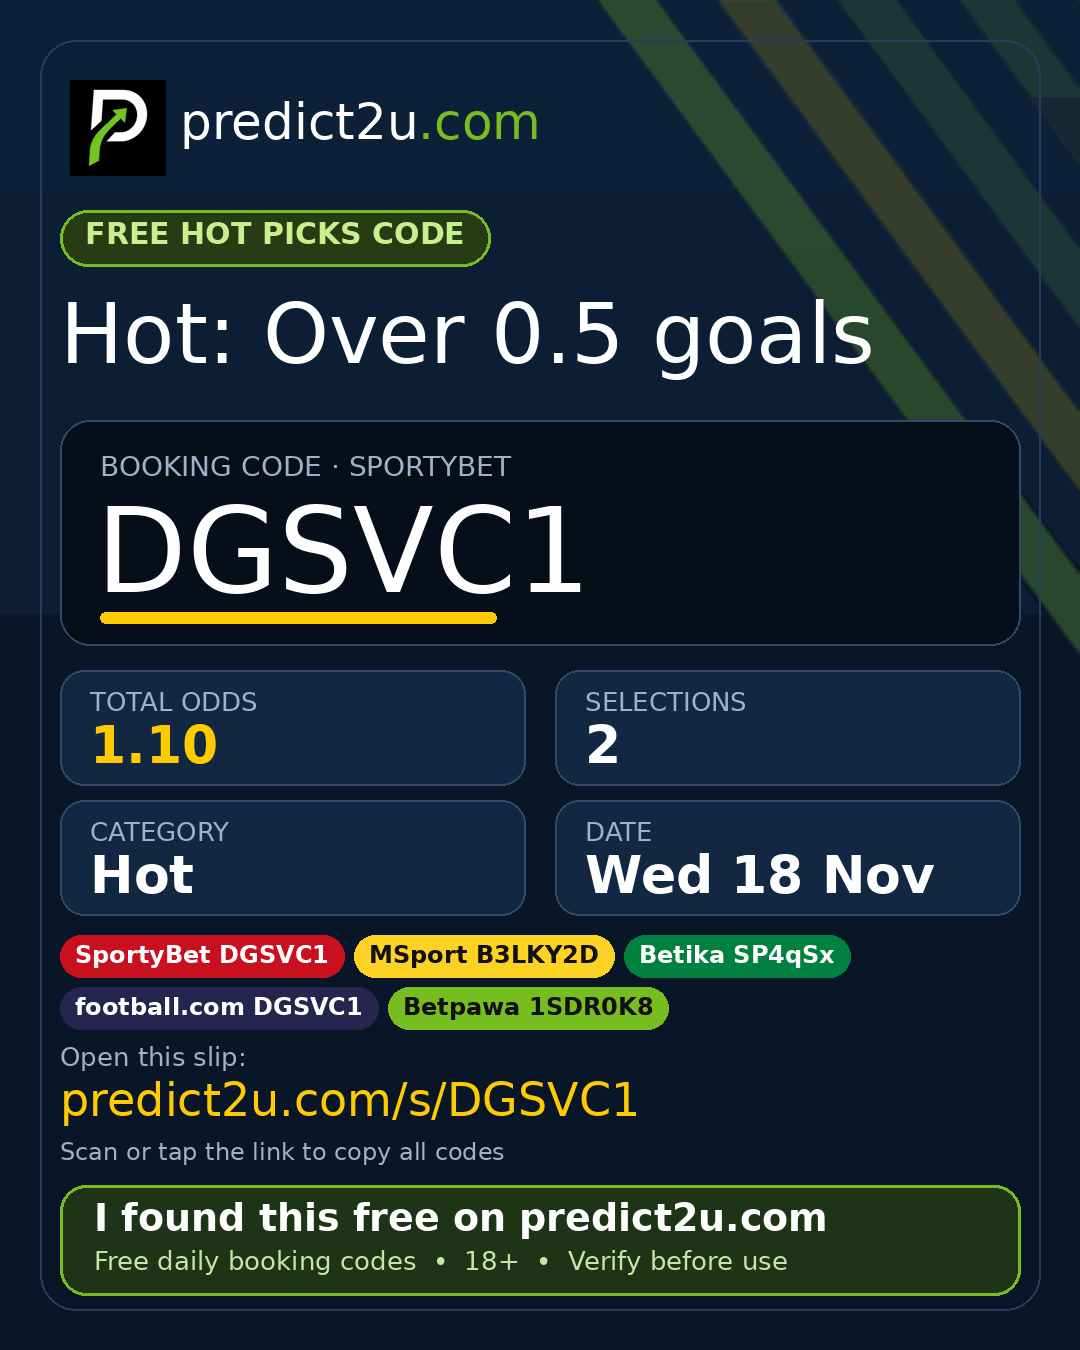 predict2u.com
FREE HOT PICKS CODE
Hot: Over 0.5 goals
BOOKING CODE · SPORTYBET
DGSVC1
TOTAL ODDS
1.10
SELECTIONS
2
CATEGORY
Hot
DATE
Wed 18 Nov
SportyBet DGSVC1
MSport B3LKY2D
Betika SP4qSx
football.com DGSVC1
Betpawa 1SDR0K8
Open this slip:
predict2u.com/s/DGSVC1
Scan or tap the link to copy all codes
I found this free on predict2u.com
Free daily booking codes • 18+ • Verify before use